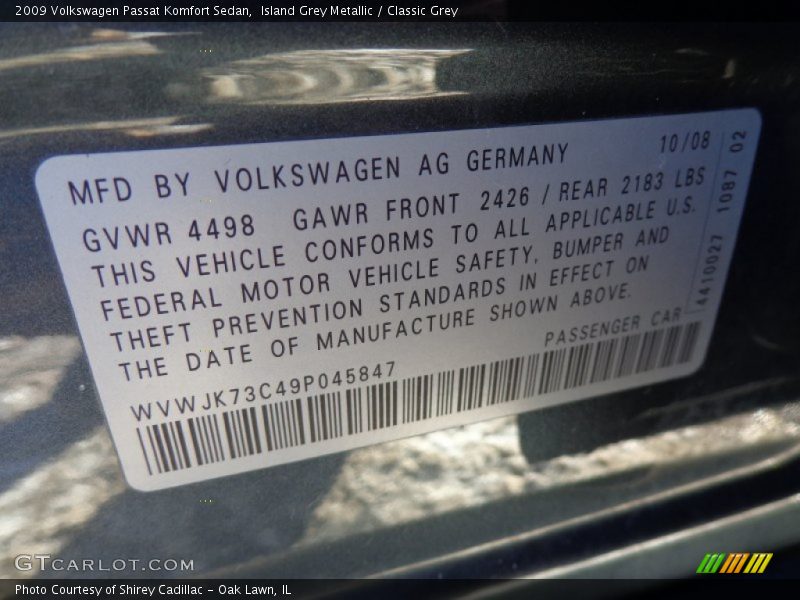 2009 Volkswagen Passat Komfort Sedan,  Island Grey Metallic / Classic Grey
MFD BY VOLKSWAGEN AG GERMANY 10/08
GVWR 4498 GAWR FRONT 2426 / REAR 2183 LBS
THIS VEHICLE CONFORMS TO ALL APPLICABLE U.S.
FEDERAL MOTOR VEHICLE SAFETY, BUMPER AND
THEFT PREVENTION STANDARDS IN EFFECT ON
THE DATE OF MANUFACTURE SHOWN ABOVE.
PASSENGER CAR
WVWJK73C49P045847
4410027 1087 02
GTCARLOT.COM
Photo Courtesy of Shirey Cadillac - Oak Lawn, IL